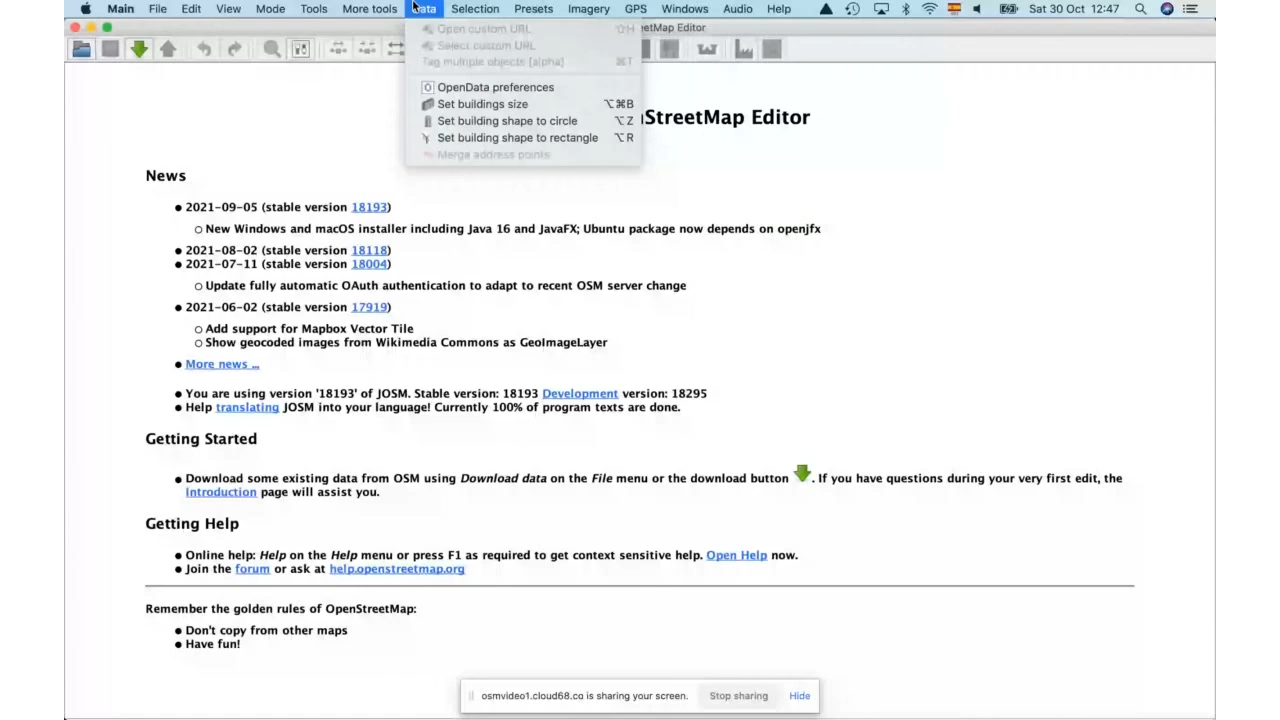 Main File Edit View Mode Tools More tools Data Selection Presets Imagery GPS Windows Audio Help Sat 30 Oct 12:47
etMap Editor
Open custom URL ⇧H
Select custom URL
Tag multiple objects [alpha] ⌘T
OpenData preferences
Set buildings size ⌥⌘B
Set building shape to circle ⌥Z
Set building shape to rectangle ⌥R
Merge address points
StreetMap Editor
News
● 2021-09-05 (stable version 18193)
○ New Windows and macOS installer including Java 16 and JavaFX; Ubuntu package now depends on openjfx
● 2021-08-02 (stable version 18118)
● 2021-07-11 (stable version 18004)
○ Update fully automatic OAuth authentication to adapt to recent OSM server change
● 2021-06-02 (stable version 17919)
○ Add support for Mapbox Vector Tile
○ Show geocoded images from Wikimedia Commons as GeoImageLayer
● More news ...
● You are using version '18193' of JOSM. Stable version: 18193 Development version: 18295
● Help translating JOSM into your language! Currently 100% of program texts are done.
Getting Started
● Download some existing data from OSM using Download data on the File menu or the download button . If you have questions during your very first edit, the
Introduction page will assist you.
Getting Help
● Online help: Help on the Help menu or press F1 as required to get context sensitive help. Open Help now.
● Join the forum or ask at help.openstreetmap.org
Remember the golden rules of OpenStreetMap:
● Don't copy from other maps
● Have fun!
osmvideo1.cloud68.co is sharing your screen. Stop sharing Hide